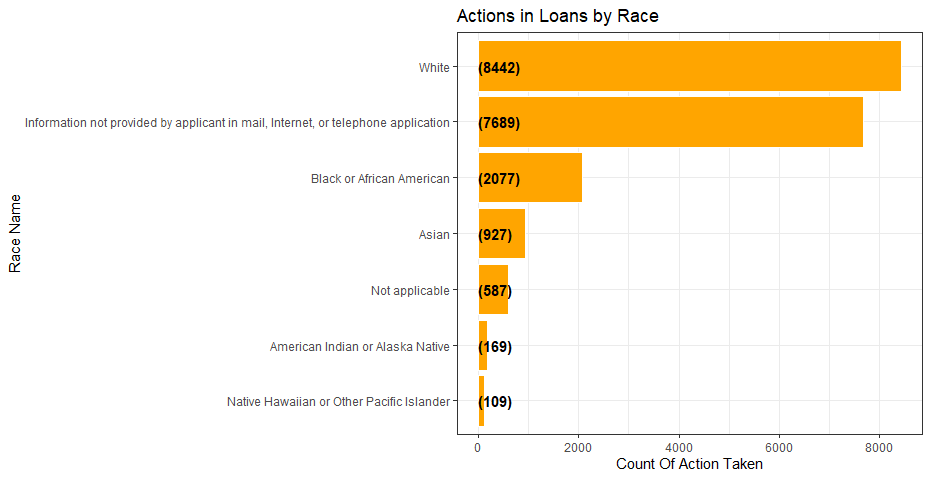 Actions in Loans by Race
Race Name
White
(8442)
Information not provided by applicant in mail, Internet, or telephone application
(7689)
Black or African American
(2077)
Asian
(927)
Not applicable
(587)
American Indian or Alaska Native
(169)
Native Hawaiian or Other Pacific Islander
(109)
0 2000 4000 6000 8000
Count Of Action Taken